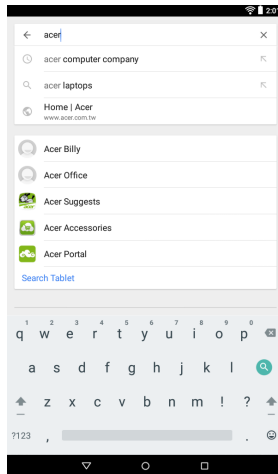 2:0
acer
acer computer company
acer laptops
Home | Acer
www.acer.com.tw
Acer Billy
Acer Office
Acer Suggests
Acer Accessories
Acer Portal
Search Tablet
1 2 3 4 5 6 7 8 9 0
q w e r t y u i o p
a s d f g h j k l
z x c v b n m ! ?
?123 , .